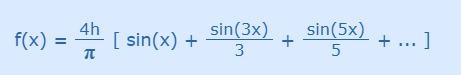 f(x) = 4h/π [ sin(x) + sin(3x)/3 + sin(5x)/5 + ... ]